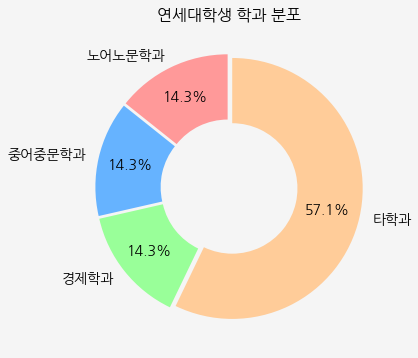 연세대학생 학과 분포
노어노문학과
14.3%
중어중문학과
14.3%
57.1%
타학과
14.3%
경제학과